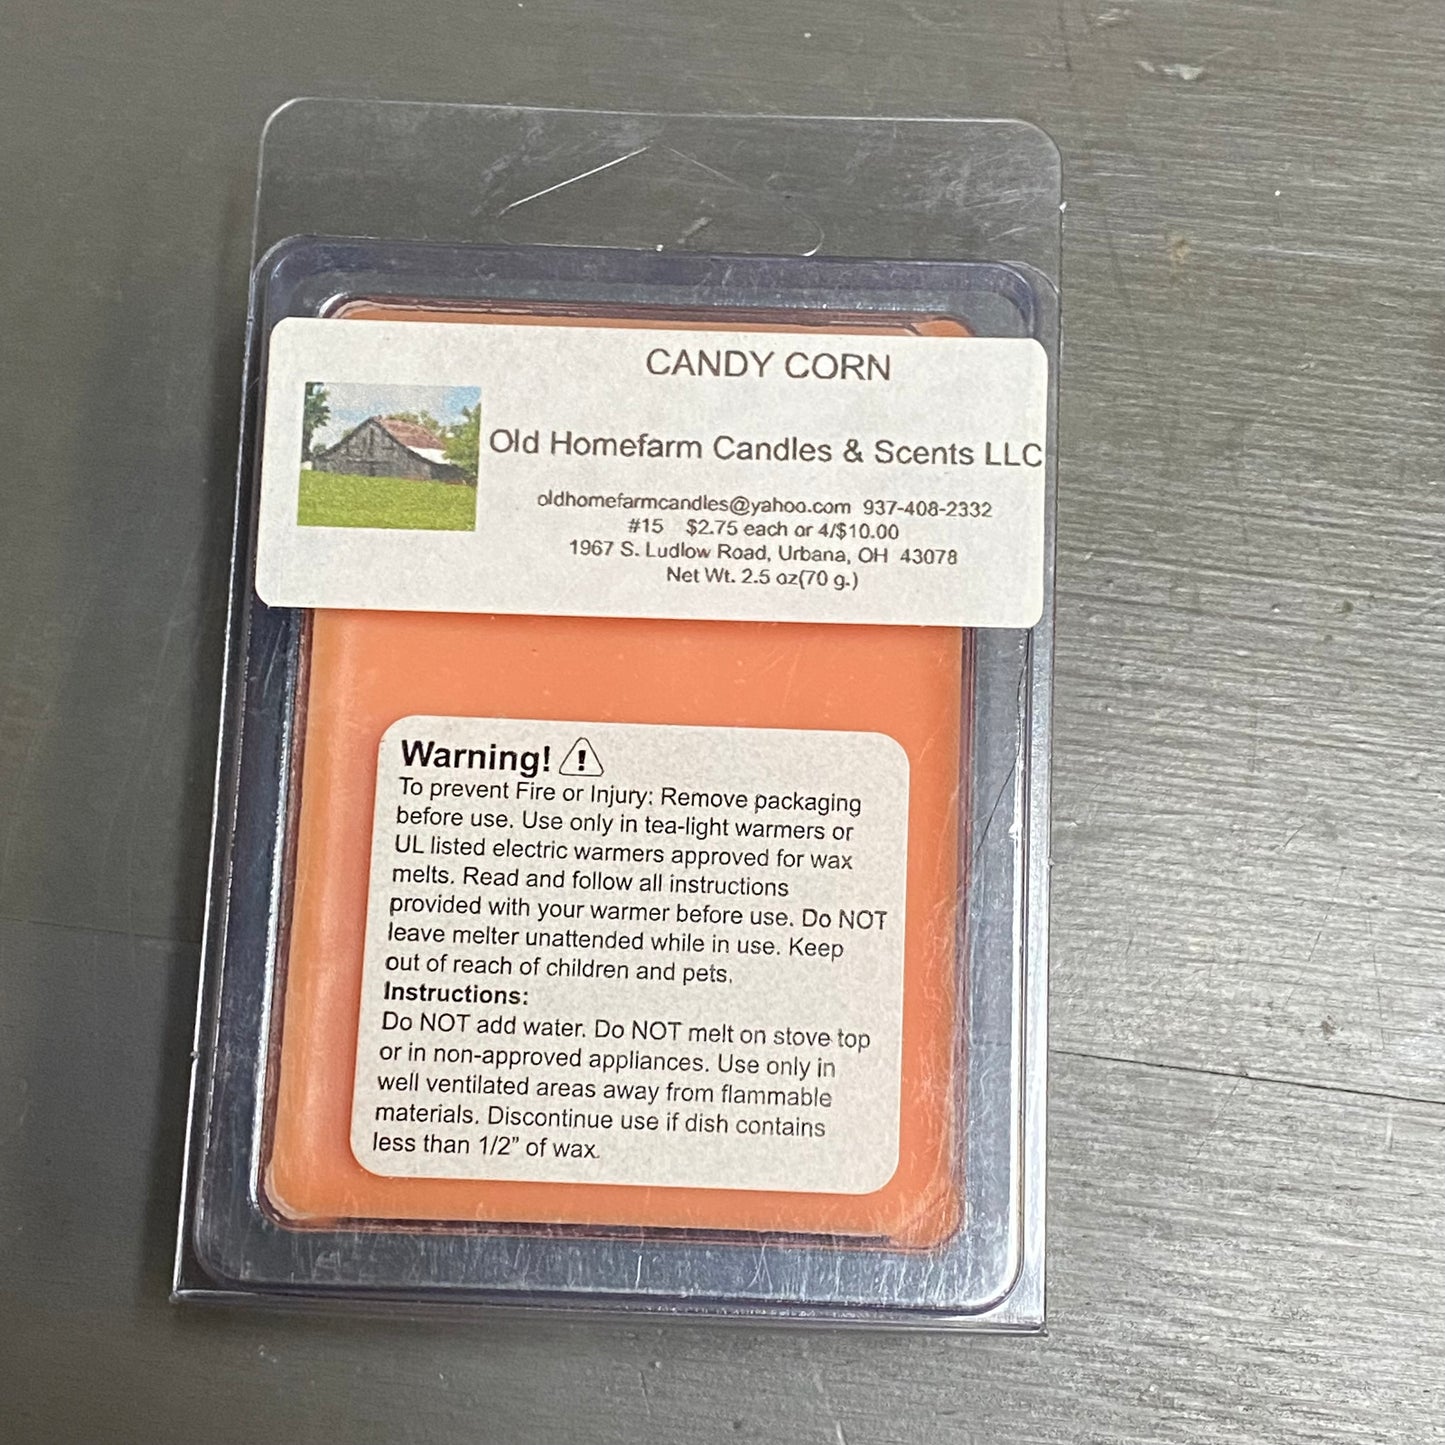 CANDY CORN
Old Homefarm Candles & Scents LLC
oldhomefarmcandles@yahoo.com 937-408-2332
#15 $2.75 each or 4/$10.00
1967 S. Ludlow Road, Urbana, OH 43078
Net Wt. 2.5 oz(70 g.)
Warning! !
To prevent Fire or Injury: Remove packaging
before use. Use only in tea-light warmers or
UL listed electric warmers approved for wax
melts. Read and follow all instructions
provided with your warmer before use. Do NOT
leave melter unattended while in use. Keep
out of reach of children and pets.
Instructions:
Do NOT add water. Do NOT melt on stove top
or in non-approved appliances. Use only in
well ventilated areas away from flammable
materials. Discontinue use if dish contains
less than 1/2” of wax.